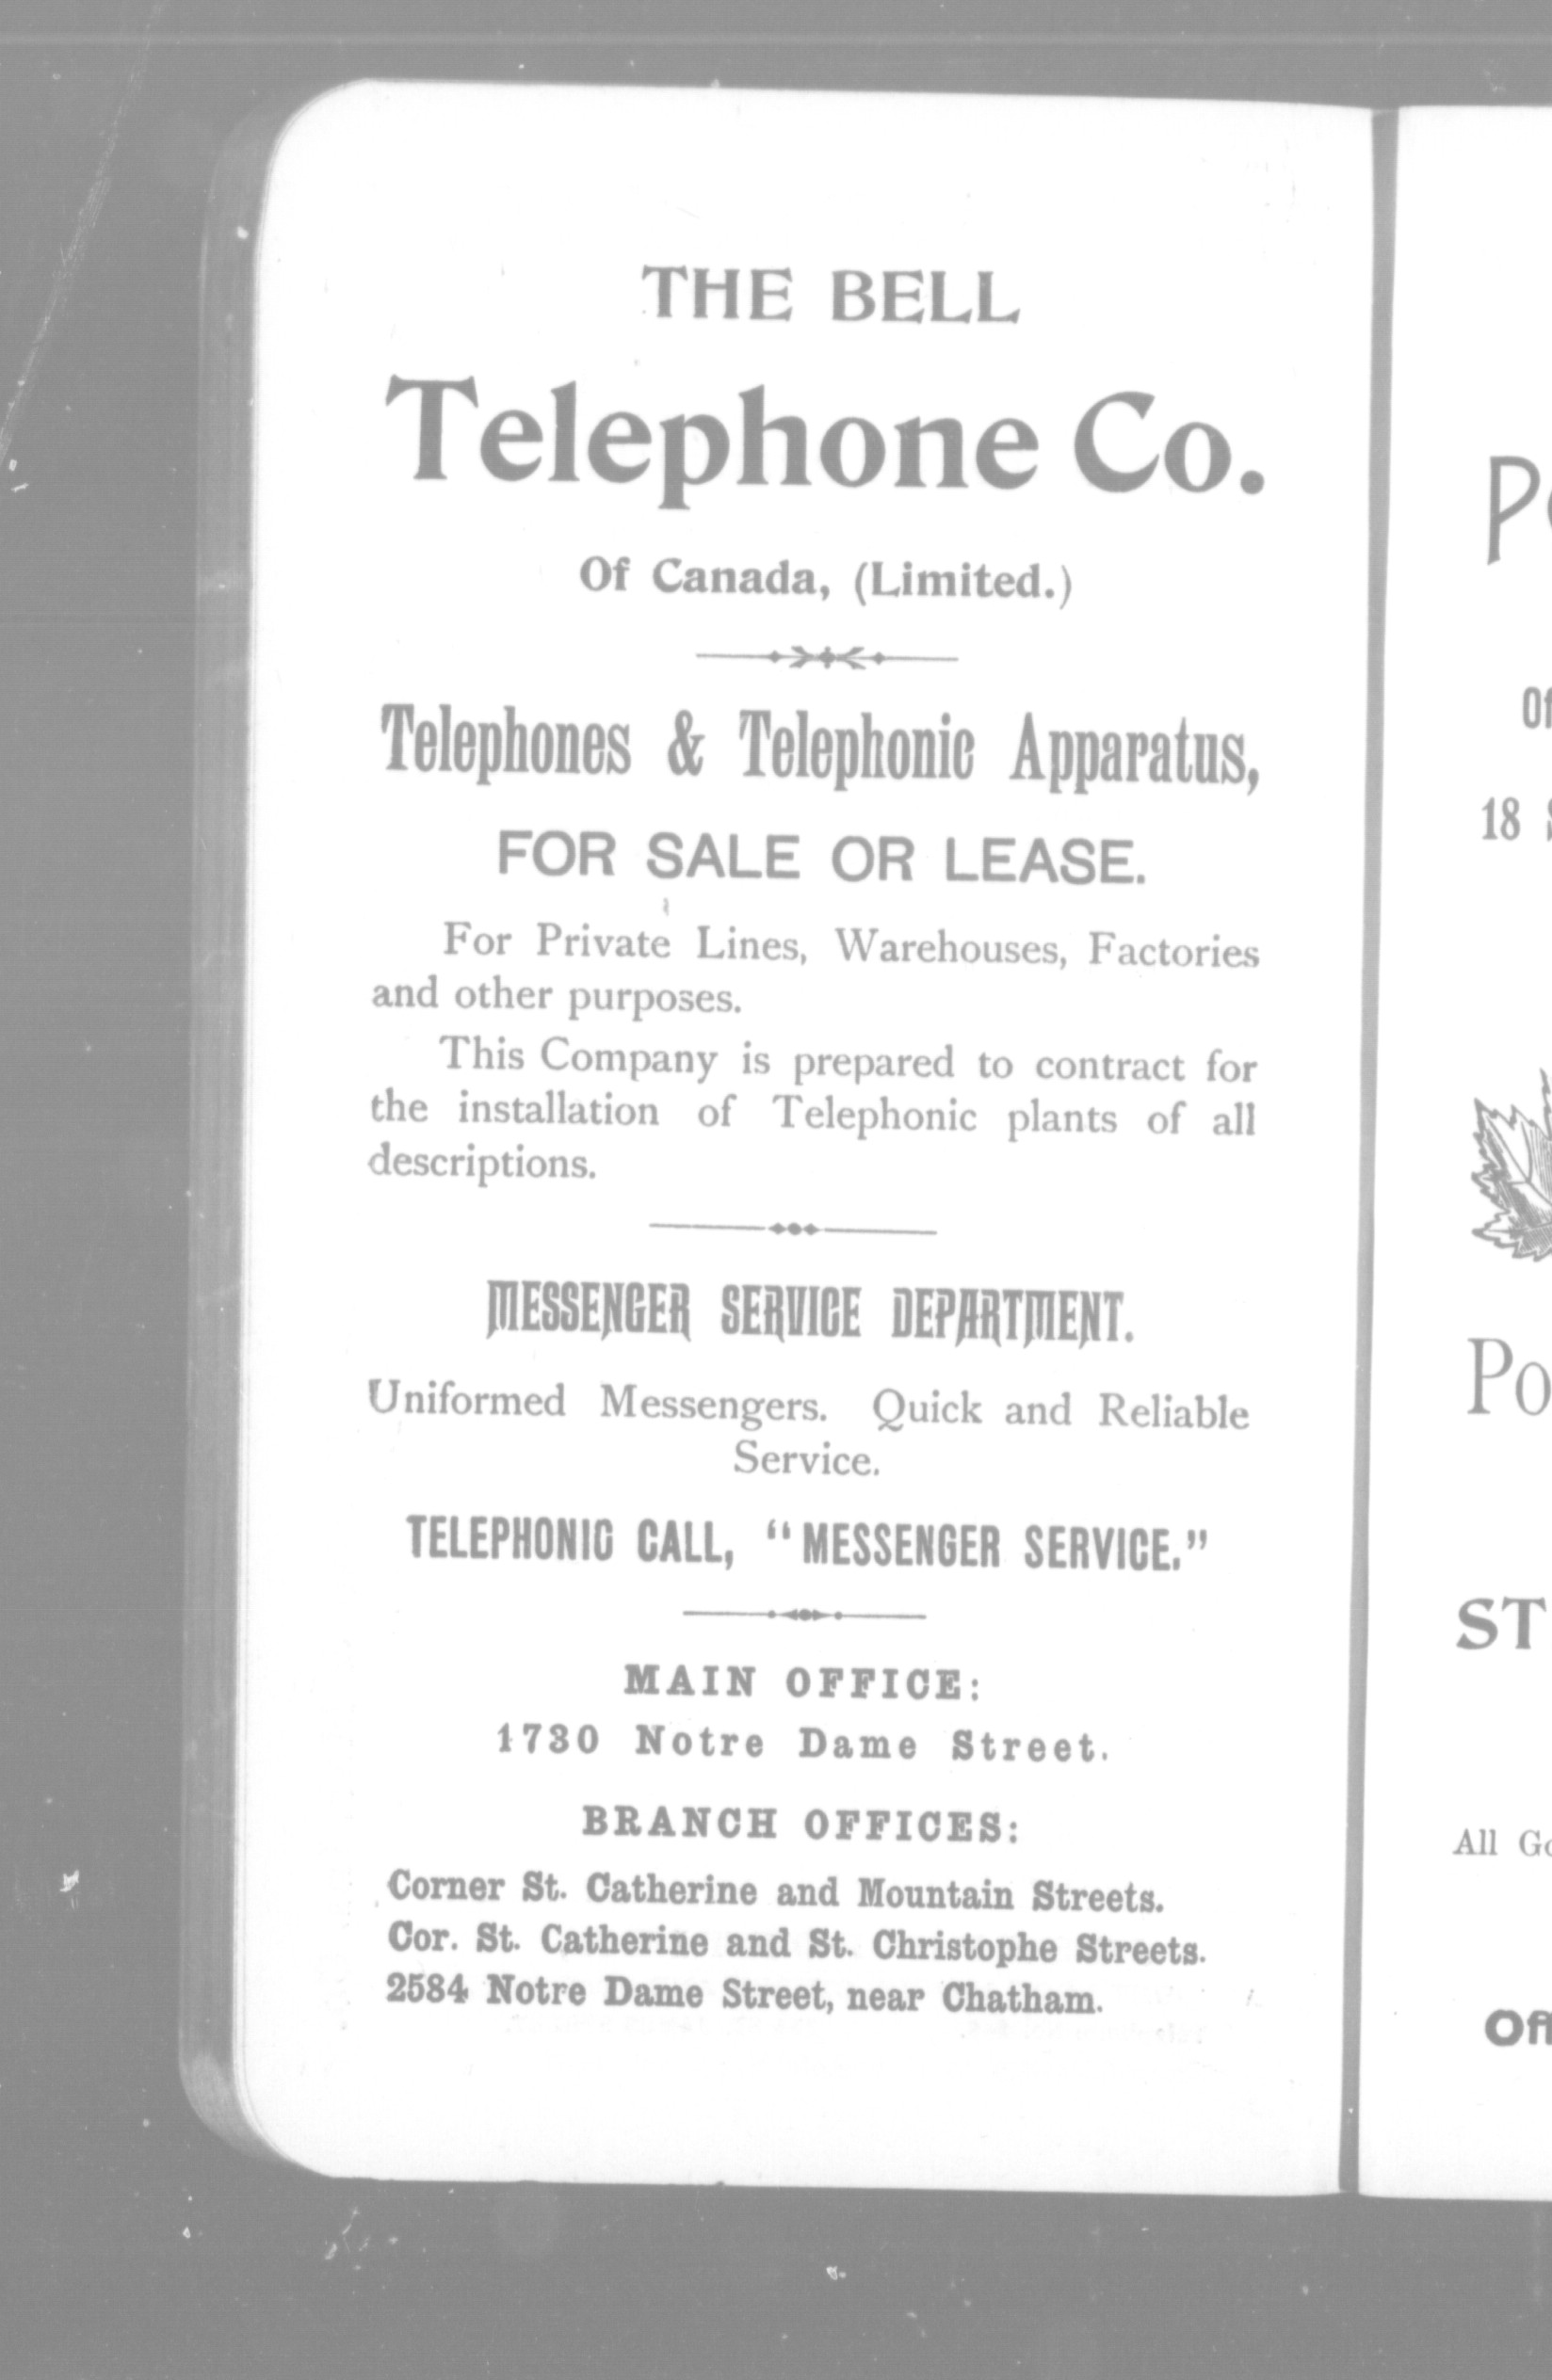 THE BELL
Telephone Co.
Of Canada, (Limited.)
Telephones & Telephonic Apparatus,
FOR SALE OR LEASE.
For Private Lines, Warehouses, Factories
and other purposes.
This Company is prepared to contract for
the installation of Telephonic plants of all
descriptions.
MESSENGER SERVICE DEPARTMENT.
Uniformed Messengers. Quick and Reliable
Service.
TELEPHONIC CALL, "MESSENGER SERVICE."
MAIN OFFICE:
1730 Notre Dame Street.
BRANCH OFFICES:
Corner St. Catherine and Mountain Streets.
Cor. St. Catherine and St. Christophe Streets.
2584 Notre Dame Street, near Chatham.
18
All